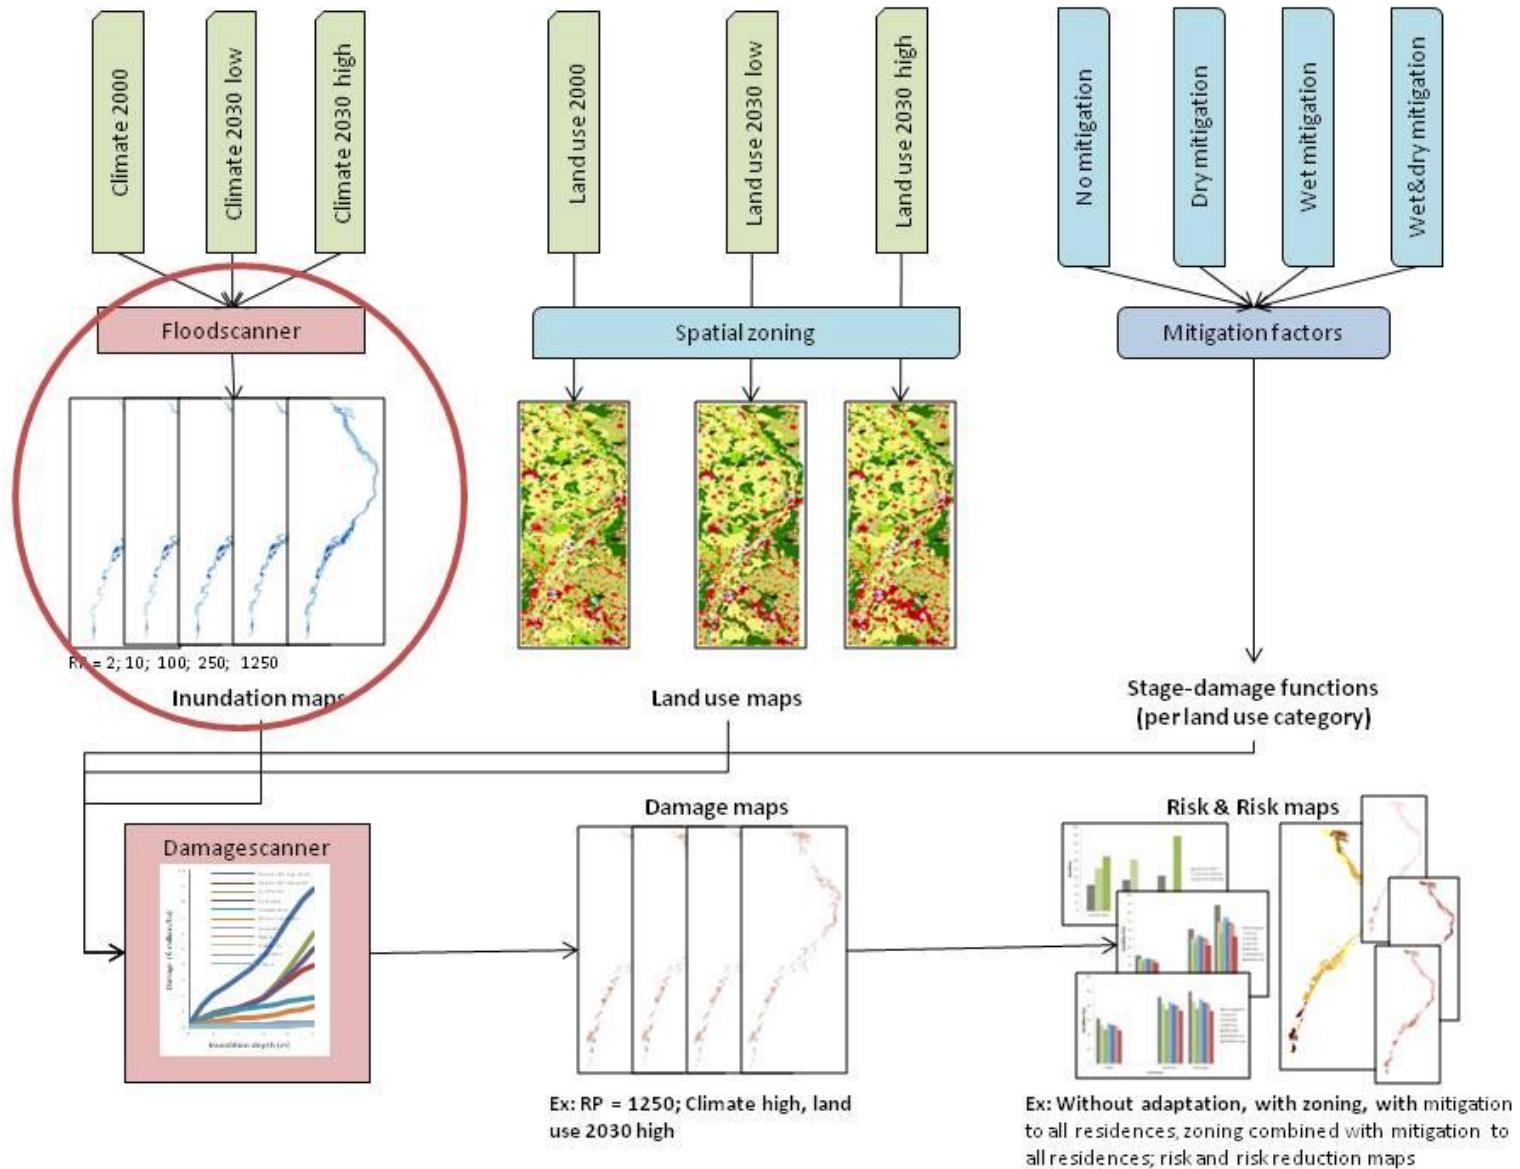 Climate 2000
Climate 2030 low
Climate 2030 high
Land use 2000
Land use 2030 low
Land use 2030 high
No mitigation
Dry mitigation
Wet mitigation
Wet&dry mitigation
Floodscanner
Spatial zoning
Mitigation factors
RP = 2; 10; 100; 250; 1250
Inundation maps
Land use maps
Stage-damage functions
(per land use category)
Damagescanner
Inundation depth (m)
Damage maps
Risk & Risk maps
Ex: RP = 1250; Climate high, land
use 2030 high
Ex: Without adaptation, with zoning, with mitigation
to all residences, zoning combined with mitigation to
all residences; risk and risk reduction maps